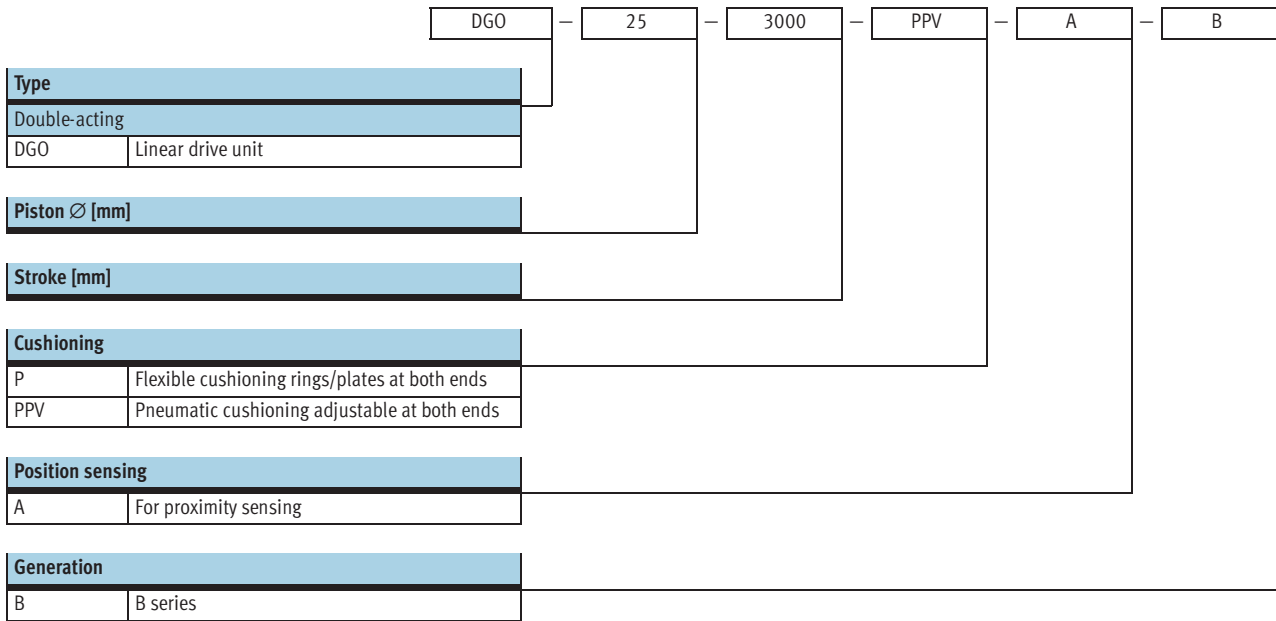 DGO – 25 – 3000 – PPV – A – B
Type
Double-acting
DGO Linear drive unit
Piston ∅ [mm]
Stroke [mm]
Cushioning
P Flexible cushioning rings/plates at both ends
PPV Pneumatic cushioning adjustable at both ends
Position sensing
A For proximity sensing
Generation
B B series